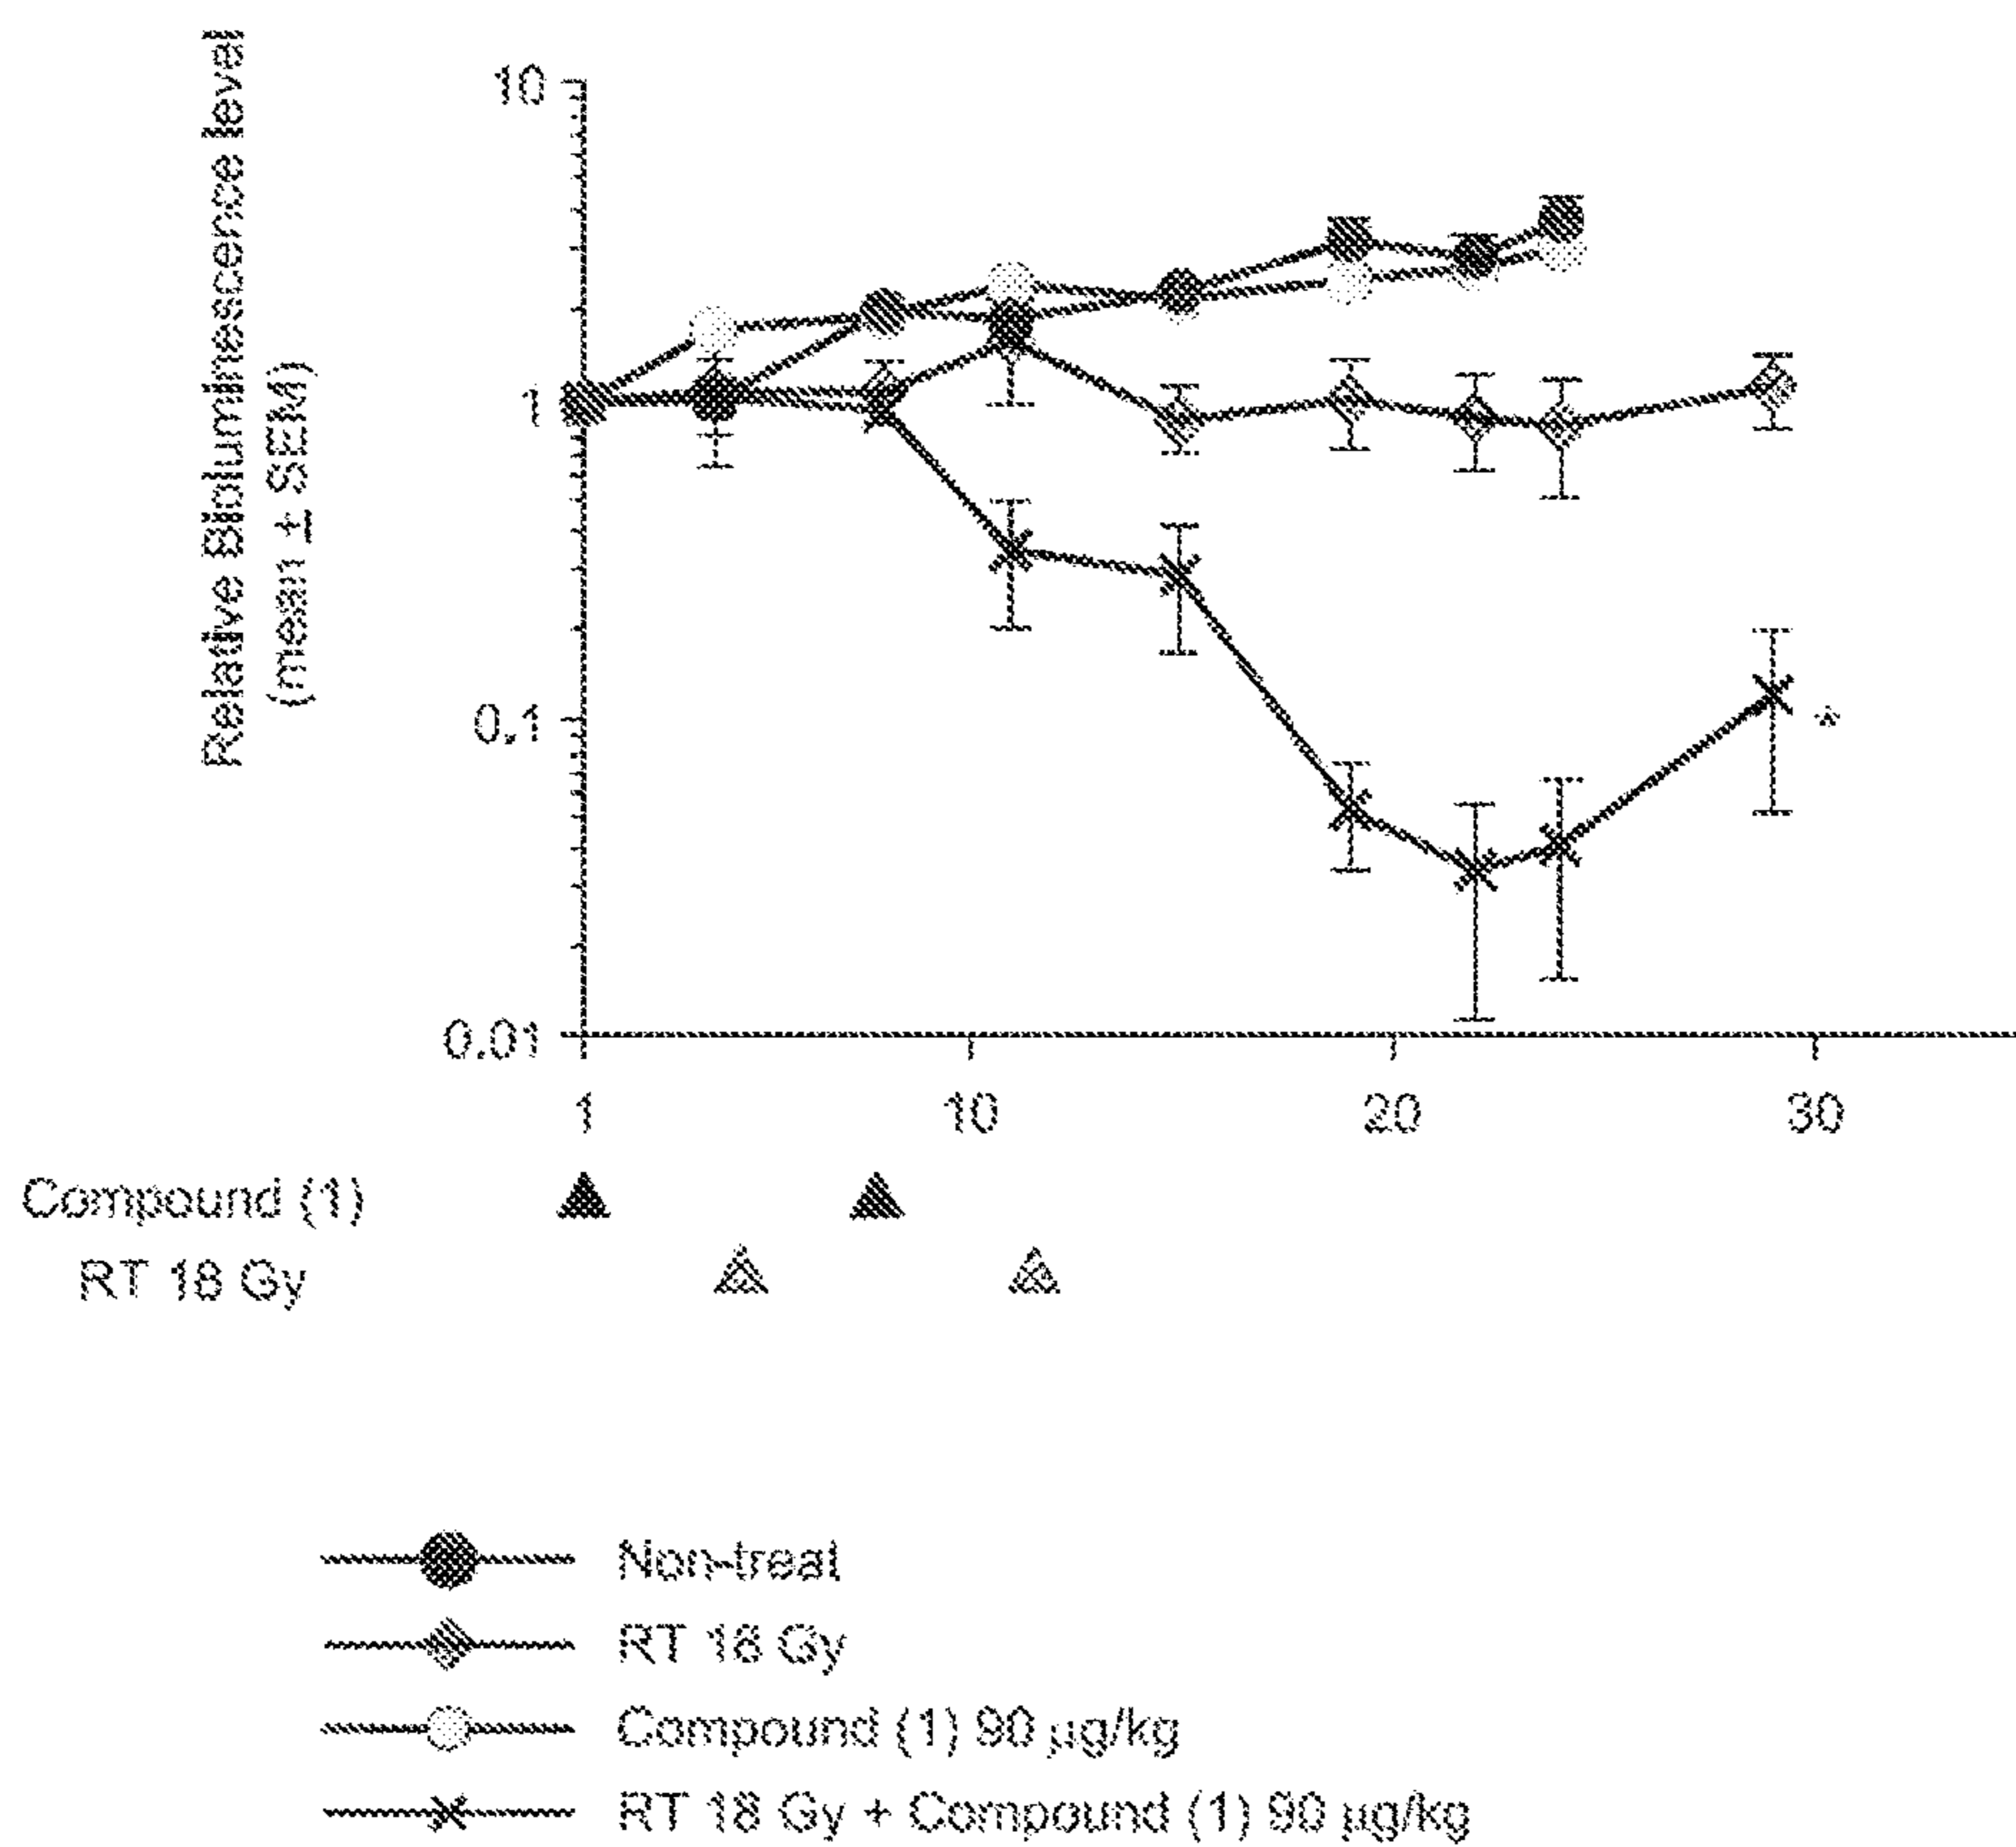 Relative Bioluminescence level
(mean ± SEM)
10
1
0.1
0.01
*
1 10 20 30
Compound (1)
RT 18 Gy
Non-treat
RT 18 Gy
Compound (1) 90 µg/kg
RT 18 Gy + Compound (1) 90 µg/kg